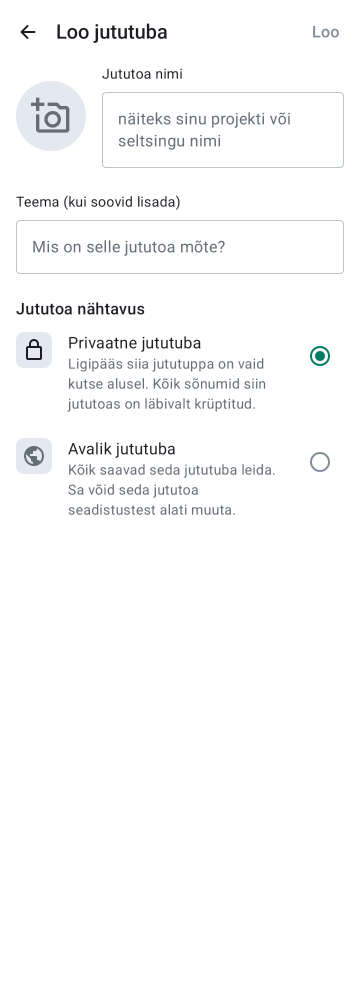 Loo jututuba
Loo
Jututoa nimi
näiteks sinu projekti või
seltsingu nimi
Teema (kui soovid lisada)
Mis on selle jututoa mõte?
Jututoa nähtavus
Privaatne jututuba
Ligipääs siia jututuppa on vaid
kutse alusel. Kõik sõnumid siin
jututoas on läbivalt krüptitud.
Avalik jututuba
Kõik saavad seda jututuba leida.
Sa võid seda jututoa
seadistustest alati muuta.